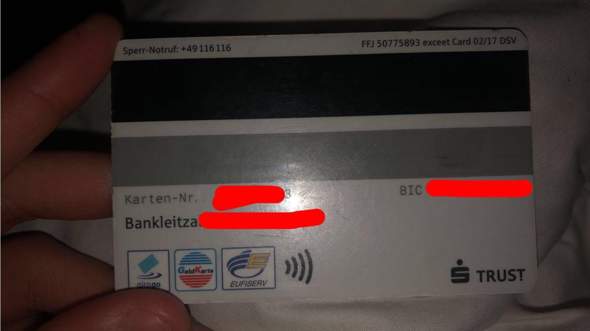 Sperr-Notruf: +49 116 116
FFJ 50775893 exceet Card 02/17 DSV
Karten-Nr.
BIC
Bankleitza
girogo
GeldKarte
EUFISERV
TRUST